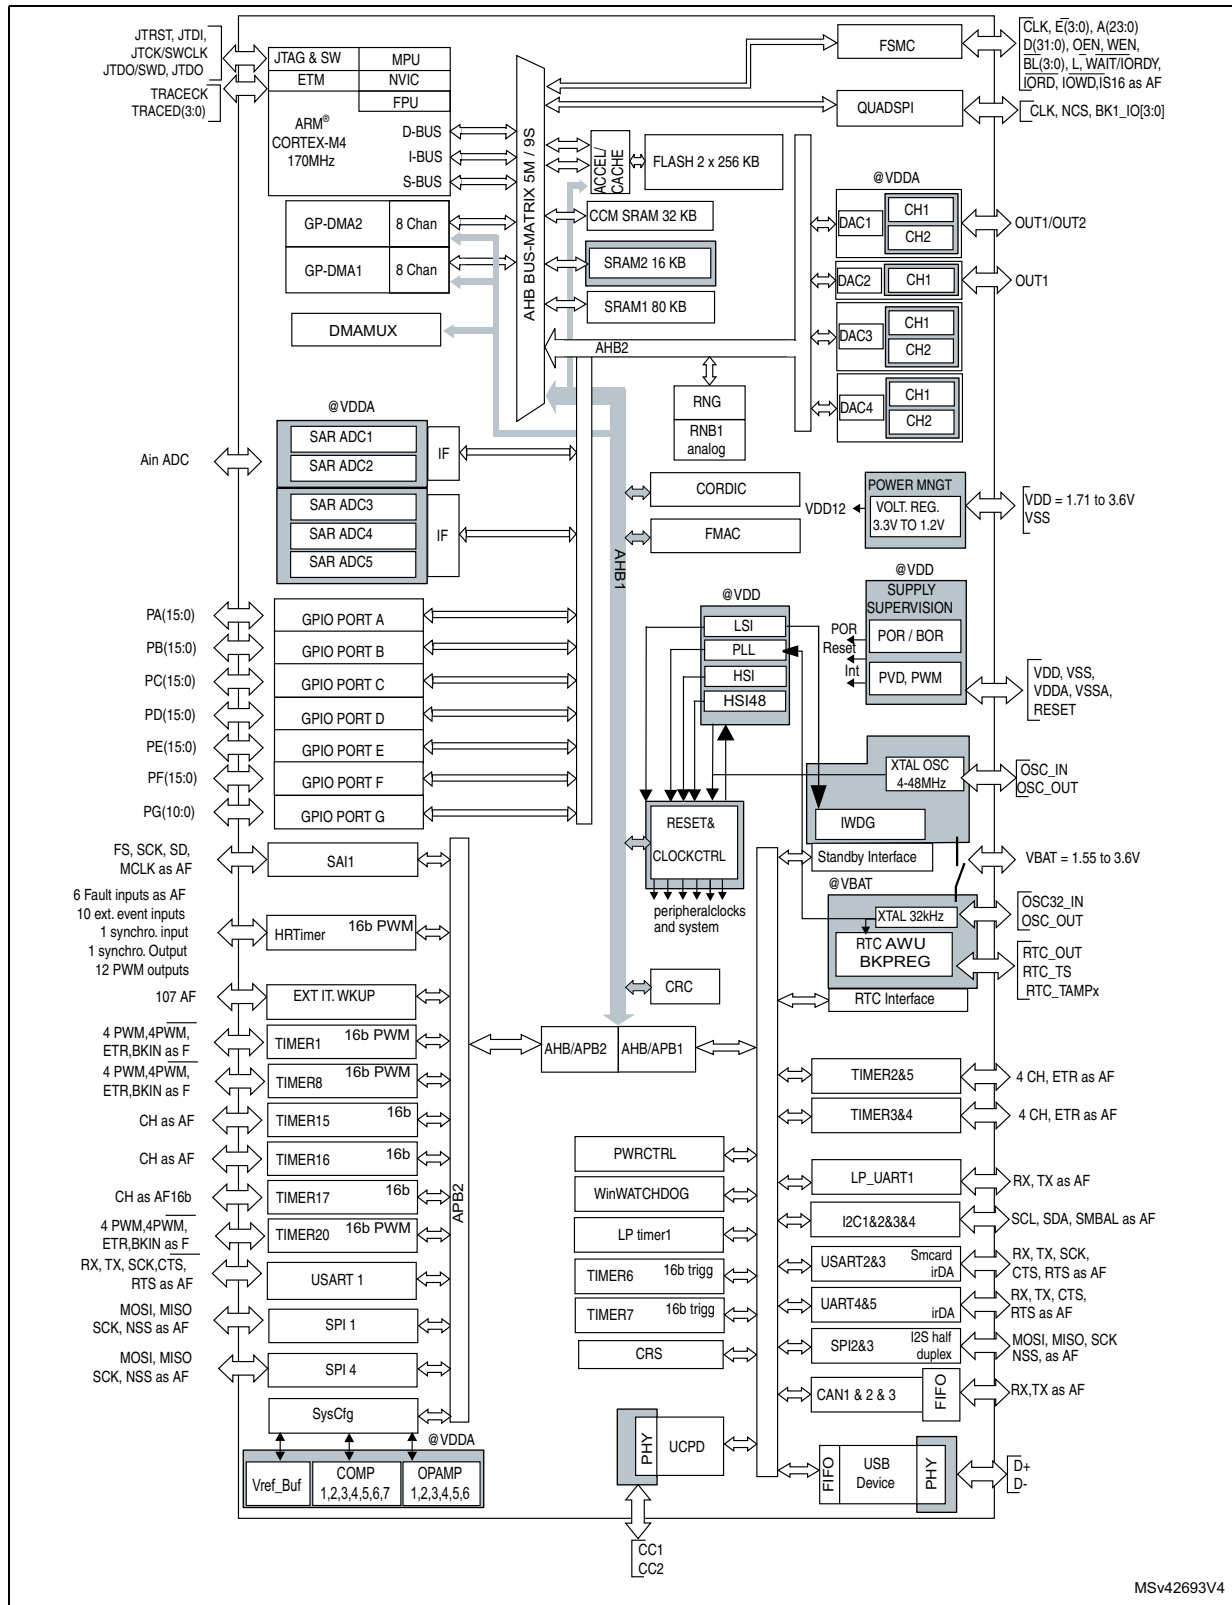 JTRST, JTDI,
JTCK/SWCLK
JTDO/SWD, JTDO
TRACECK
TRACED(3:0)
JTAG & SW
MPU
ETM
NVIC
FPU
ARM®
CORTEX-M4
170MHz
D-BUS
I-BUS
S-BUS
GP-DMA2
8 Chan
GP-DMA1
8 Chan
DMAMUX
AHB BUS-MATRIX 5M / 9S
ACCEL/
CACHE
FLASH 2 x 256 KB
CCM SRAM 32 KB
SRAM2 16 KB
SRAM1 80 KB
AHB2
RNG
RNB1
analog
FSMC
CLK, E(3:0), A(23:0)
D(31:0), OEN, WEN,
BL(3:0), L, WAIT/IORDY,
IORD, IOWD,IS16 as AF
QUADSPI
CLK, NCS, BK1_IO[3:0]
@VDDA
DAC1
CH1
CH2
OUT1/OUT2
DAC2
CH1
OUT1
DAC3
CH1
CH2
DAC4
CH1
CH2
@VDDA
SAR ADC1
SAR ADC2
IF
Ain ADC
SAR ADC3
SAR ADC4
SAR ADC5
IF
CORDIC
FMAC
AHB1
POWER MNGT
VDD12
VOLT. REG.
3.3V TO 1.2V
VDD = 1.71 to 3.6V
VSS
@VDD
SUPPLY
SUPERVISION
POR
Reset
Int
POR / BOR
PVD, PWM
VDD, VSS,
VDDA, VSSA,
RESET
@VDD
LSI
PLL
HSI
HSI48
PA(15:0)
GPIO PORT A
PB(15:0)
GPIO PORT B
PC(15:0)
GPIO PORT C
PD(15:0)
GPIO PORT D
PE(15:0)
GPIO PORT E
PF(15:0)
GPIO PORT F
PG(10:0)
GPIO PORT G
XTAL OSC
4-48MHz
OSC_IN
OSC_OUT
IWDG
RESET&
CLOCKCTRL
peripheralclocks
and system
Standby Interface
VBAT = 1.55 to 3.6V
@VBAT
XTAL 32kHz
OSC32_IN
OSC_OUT
RTC AWU
BKPREG
RTC_OUT
RTC_TS
RTC_TAMPx
RTC Interface
CRC
AHB/APB2
AHB/APB1
FS, SCK, SD,
MCLK as AF
SAI1
6 Fault inputs as AF
10 ext. event inputs
1 synchro. input
1 synchro. Output
12 PWM outputs
HRTimer
16b PWM
107 AF
EXT IT. WKUP
4 PWM,4PWM,
ETR,BKIN as F
TIMER1
16b PWM
4 PWM,4PWM,
ETR,BKIN as F
TIMER8
16b PWM
CH as AF
TIMER15
16b
CH as AF
TIMER16
16b
CH as AF16b
TIMER17
16b
4 PWM,4PWM,
ETR,BKIN as F
TIMER20
16b PWM
RX, TX, SCK,CTS,
RTS as AF
USART 1
MOSI, MISO
SCK, NSS as AF
SPI 1
MOSI, MISO
SCK, NSS as AF
SPI 4
SysCfg
APB2
@VDDA
Vref_Buf
COMP
1,2,3,4,5,6,7
OPAMP
1,2,3,4,5,6
PWRCTRL
WinWATCHDOG
LP timer1
TIMER6
16b trigg
TIMER7
16b trigg
CRS
PHY
UCPD
CC1
CC2
TIMER2&5
4 CH, ETR as AF
TIMER3&4
4 CH, ETR as AF
LP_UART1
RX, TX as AF
I2C1&2&3&4
SCL, SDA, SMBAL as AF
USART2&3
Smcard
irDA
RX, TX, SCK,
CTS, RTS as AF
UART4&5
irDA
RX, TX, CTS,
RTS as AF
SPI2&3
I2S half
duplex
MOSI, MISO, SCK
NSS, as AF
CAN1 & 2 & 3
FIFO
RX,TX as AF
FIFO
USB
Device
PHY
D+
D-
MSv42693V4